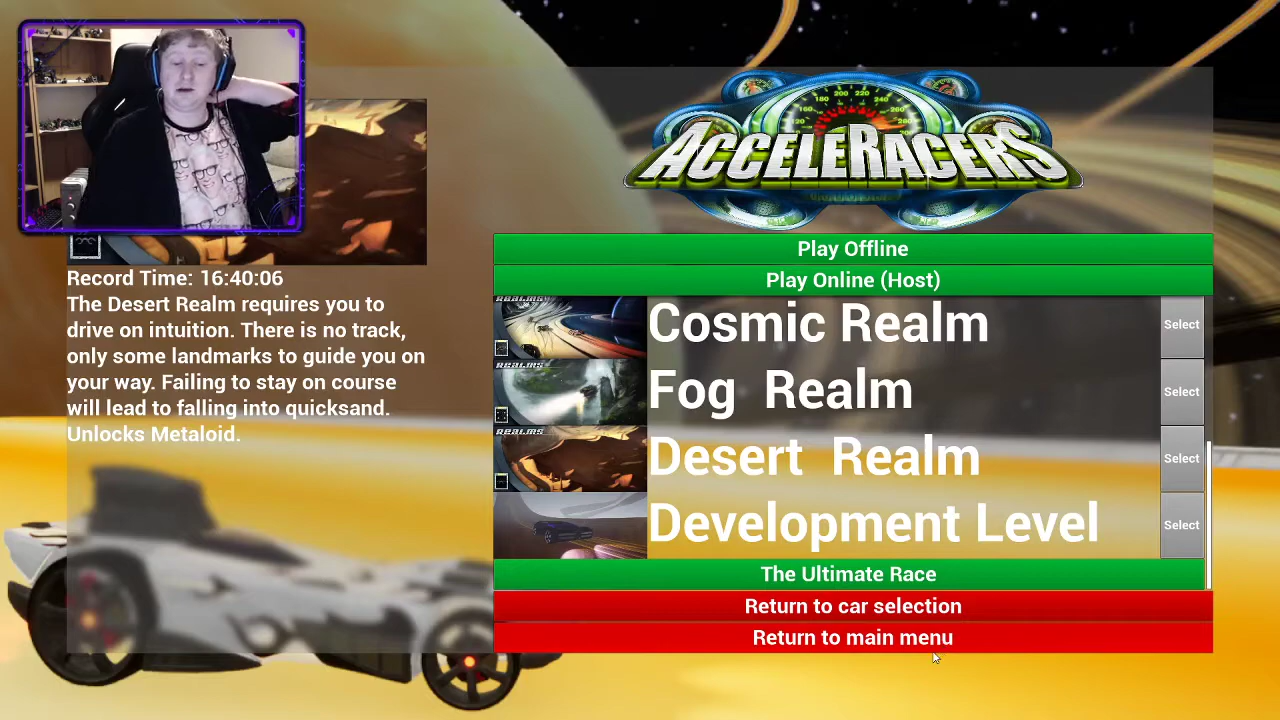 ACCELERACERS
Play Offline
Play Online (Host)
Record Time: 16:40:06
The Desert Realm requires you to
drive on intuition. There is no track,
only some landmarks to guide you on
your way. Failing to stay on course
will lead to falling into quicksand.
Unlocks Metaloid.
Cosmic Realm
Select
REALMS
Fog Realm
Select
REALMS
Desert Realm
Select
Development Level
Select
The Ultimate Race
Return to car selection
Return to main menu